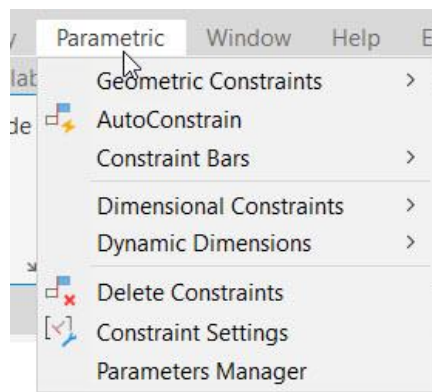 Parametric Window Help
Geometric Constraints
AutoConstrain
Constraint Bars
Dimensional Constraints
Dynamic Dimensions
Delete Constraints
Constraint Settings
Parameters Manager